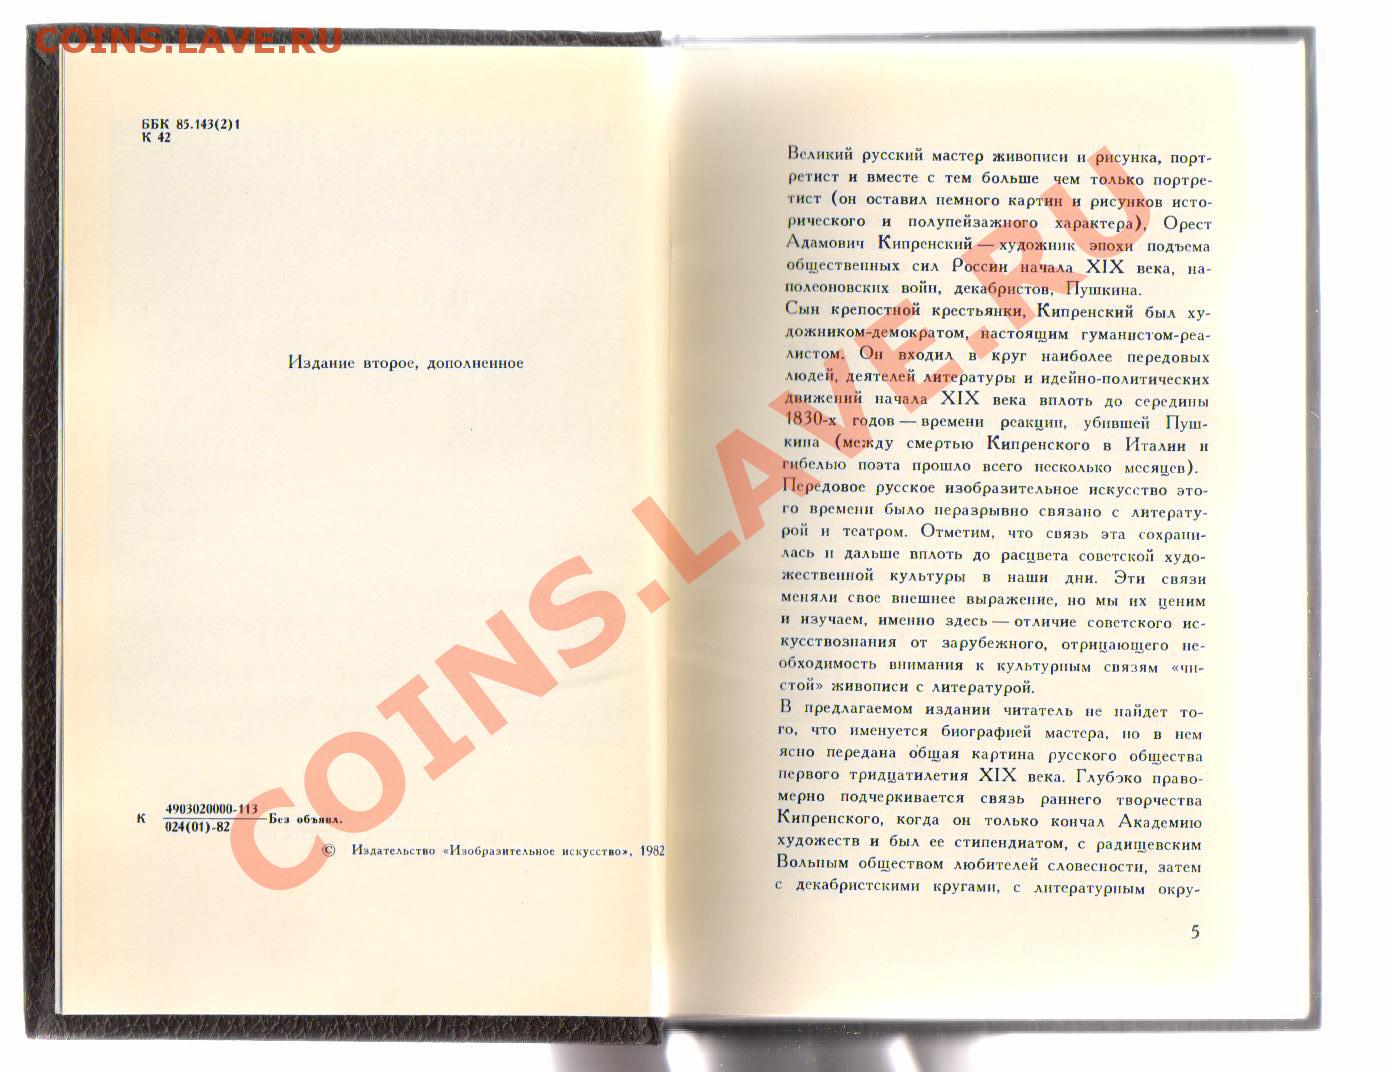 COINS.LAVE.RU
ББК 85.143(2)1
К 42
Издание второе, дополненное
К 4903020000-113 Без объявл.
024(01)-82
© Издательство «Изобразительное искусство», 1982
Великий русский мастер живописи и рисунка, порт-
ретист и вместе с тем больше чем только портре-
тист (он оставил немного картин и рисунков исто-
рического и полупейзажного характера), Орест
Адамович Кипренский — художник эпохи подъема
общественных сил России начала XIX века, на-
полеоновских войн, декабристов, Пушкина.
Сын крепостной крестьянки, Кипренский был ху-
дожником-демократом, настоящим гуманистом-реа-
листом. Он входил в круг наиболее передовых
людей, деятелей литературы и идейно-политических
движений начала XIX века вплоть до середины
1830-х годов — времени реакции, убившей Пуш-
кина (между смертью Кипренского в Италии и
гибелью поэта прошло всего несколько месяцев).
Передовое русское изобразительное искусство это-
го времени было неразрывно связано с литерату-
рой и театром. Отметим, что связь эта сохрани-
лась и дальше вплоть до расцвета советской худо-
жественной культуры в наши дни. Эти связи
меняли свое внешнее выражение, но мы их ценим
и изучаем, именно здесь — отличие советского ис-
кусствознания от зарубежного, отрицающего не-
обходимость внимания к культурным связям «чи-
стой» живописи с литературой.
В предлагаемом издании читатель не найдет то-
го, что именуется биографией мастера, но в нем
ясно передана общая картина русского общества
первого тридцатилетия XIX века. Глубоко право-
мерно подчеркивается связь раннего творчества
Кипренского, когда он только кончал Академию
художеств и был ее стипендиатом, с радищевским
Вольным обществом любителей словесности, затем
с декабристскими кругами, с литературным окру-
5
COINS.LAVE.RU